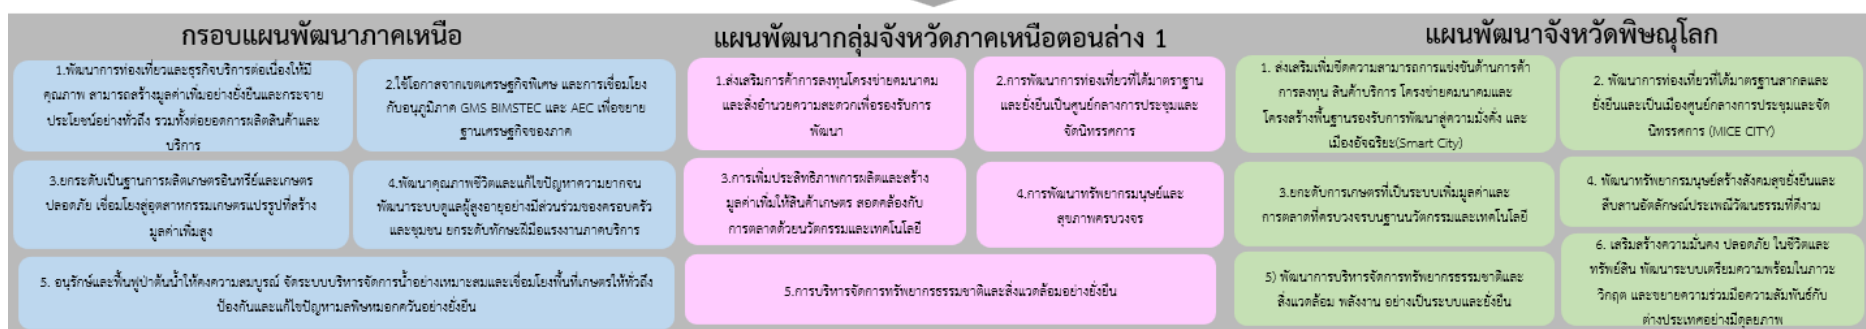 กรอบแผนพัฒนาภาคเหนือ
1.พัฒนาการท่องเที่ยวและธุรกิจบริการต่อเนื่องให้มี
คุณภาพ สามารถสร้างมูลค่าเพิ่มอย่างยั่งยืนและกระจาย
ประโยชน์อย่างทั่วถึง รวมทั้งต่อยอดการผลิตสินค้าและ
บริการ
2.ใช้โอกาสจากเขตเศรษฐกิจพิเศษ และการเชื่อมโยง
กับอนุภูมิภาค GMS BIMSTEC และ AEC เพื่อขยาย
ฐานเศรษฐกิจของภาค
3.ยกระดับเป็นฐานการผลิตเกษตรอินทรีย์และเกษตร
ปลอดภัย เชื่อมโยงสู่อุตสาหกรรมเกษตรแปรรูปที่สร้าง
มูลค่าเพิ่มสูง
4.พัฒนาคุณภาพชีวิตและแก้ไขปัญหาความยากจน
พัฒนาระบบดูแลผู้สูงอายุอย่างมีส่วนร่วมของครอบครัว
และชุมชน ยกระดับทักษะฝีมือแรงงานภาคบริการ
5. อนุรักษ์และฟื้นฟูป่าต้นน้ำให้คงความสมบูรณ์ จัดระบบบริหารจัดการน้ำอย่างเหมาะสมและเชื่อมโยงพื้นที่เกษตรให้ทั่วถึง
ป้องกันและแก้ไขปัญหามลพิษหมอกควันอย่างยั่งยืน
แผนพัฒนากลุ่มจังหวัดภาคเหนือตอนล่าง 1
1.ส่งเสริมการค้าการลงทุนโครงข่ายคมนาคม
และสิ่งอำนวยความสะดวกเพื่อรองรับการ
พัฒนา
2.การพัฒนาการท่องเที่ยวที่ได้มาตราฐาน
และยั่งยืนเป็นศูนย์กลางการประชุมและ
จัดนิทรรศการ
3.การเพิ่มประสิทธิภาพการผลิตและสร้าง
มูลค่าเพิ่มให้สินค้าเกษตร สอดคล้องกับ
การตลาดด้วยนวัตกรรมและเทคโนโลยี
4.การพัฒนาทรัพยากรมนุษย์และ
สุขภาพครบวงจร
5.การบริหารจัดการทรัพยากรธรรมชาติและสิ่งแวดล้อมอย่างยั่งยืน
แผนพัฒนาจังหวัดพิษณุโลก
1. ส่งเสริมเพิ่มขีดความสามารถการแข่งขันด้านการค้า
การลงทุน สินค้าบริการ โครงข่ายคมนาคมและ
โครงสร้างพื้นฐานรองรับการพัฒนาสู่ความมั่งคั่ง และ
เมืองอัจฉริยะ(Smart City)
2. พัฒนาการท่องเที่ยวที่ได้มาตรฐานสากลและ
ยั่งยืนและเป็นเมืองศูนย์กลางการประชุมและจัด
นิทรรศการ (MICE CITY)
3.ยกระดับการเกษตรที่เป็นระบบเพิ่มมูลค่าและ
การตลาดที่ครบวงจรบนฐานนวัตกรรมและเทคโนโลยี
4. พัฒนาทรัพยากรมนุษย์สร้างสังคมสุขยั่งยืนและ
สืบสานอัตลักษณ์ประเพณีวัฒนธรรมที่ดีงาม
5) พัฒนาการบริหารจัดการทรัพยากรธรรมชาติและ
สิ่งแวดล้อม พลังงาน อย่างเป็นระบบและยั่งยืน
6. เสริมสร้างความมั่นคง ปลอดภัย ในชีวิตและ
ทรัพย์สิน พัฒนาระบบเตรียมความพร้อมในภาวะ
วิกฤต และขยายความร่วมมือความสัมพันธ์กับ
ต่างประเทศอย่างมีดุลยภาพ